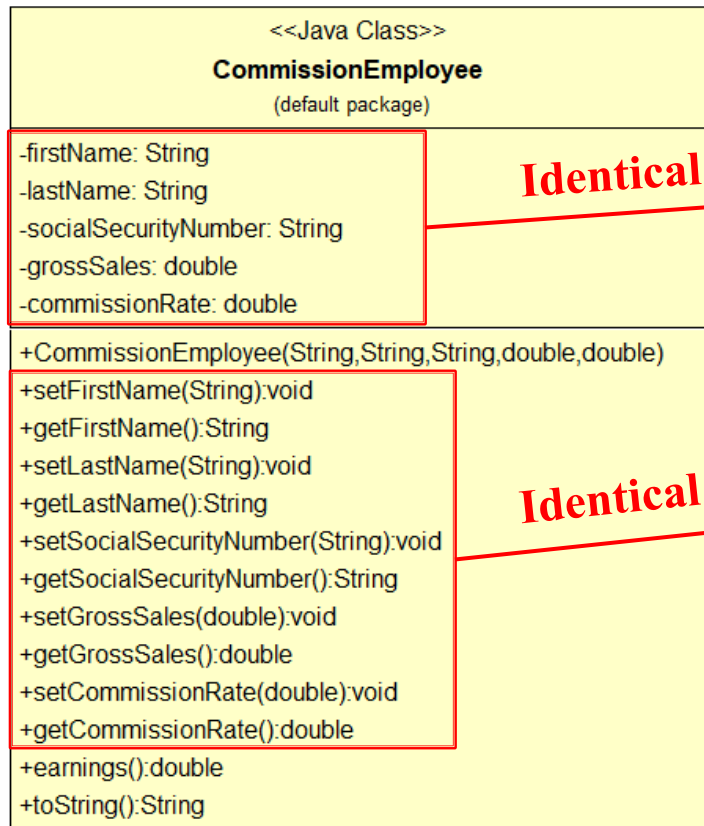 <<Java Class>>
CommissionEmployee
(default package)
-firstName: String
-lastName: String
-socialSecurityNumber: String
-grossSales: double
-commissionRate: double
Identical
+CommissionEmployee(String,String,String,double,double)
+setFirstName(String):void
+getFirstName():String
+setLastName(String):void
+getLastName():String
+setSocialSecurityNumber(String):void
+getSocialSecurityNumber():String
+setGrossSales(double):void
+getGrossSales():double
+setCommissionRate(double):void
+getCommissionRate():double
Identical
+earnings():double
+toString():String